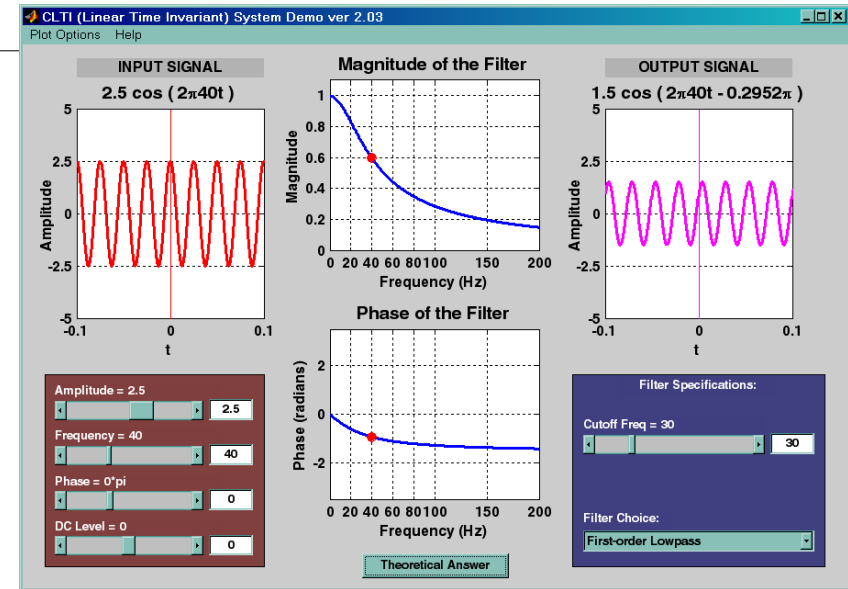 CLTI (Linear Time Invariant) System Demo ver 2.03
Plot Options Help
INPUT SIGNAL
2.5 cos ( 2π40t )
5
2.5
0
-2.5
-5
-0.1 0 0.1
Amplitude
t
Magnitude of the Filter
1
0.8
0.6
0.4
0.2
0
0 20 40 60 80 100 150 200
Magnitude
Frequency (Hz)
OUTPUT SIGNAL
1.5 cos ( 2π40t - 0.2952π )
5
2.5
0
-2.5
-5
-0.1 0 0.1
Amplitude
t
Phase of the Filter
2
0
-2
0 20 40 60 80 100 150 200
Phase (radians)
Frequency (Hz)
Theoretical Answer
Amplitude = 2.5
2.5
Frequency = 40
40
Phase = 0*pi
0
DC Level = 0
0
Filter Specifications:
Cutoff Freq = 30
30
Filter Choice:
First-order Lowpass